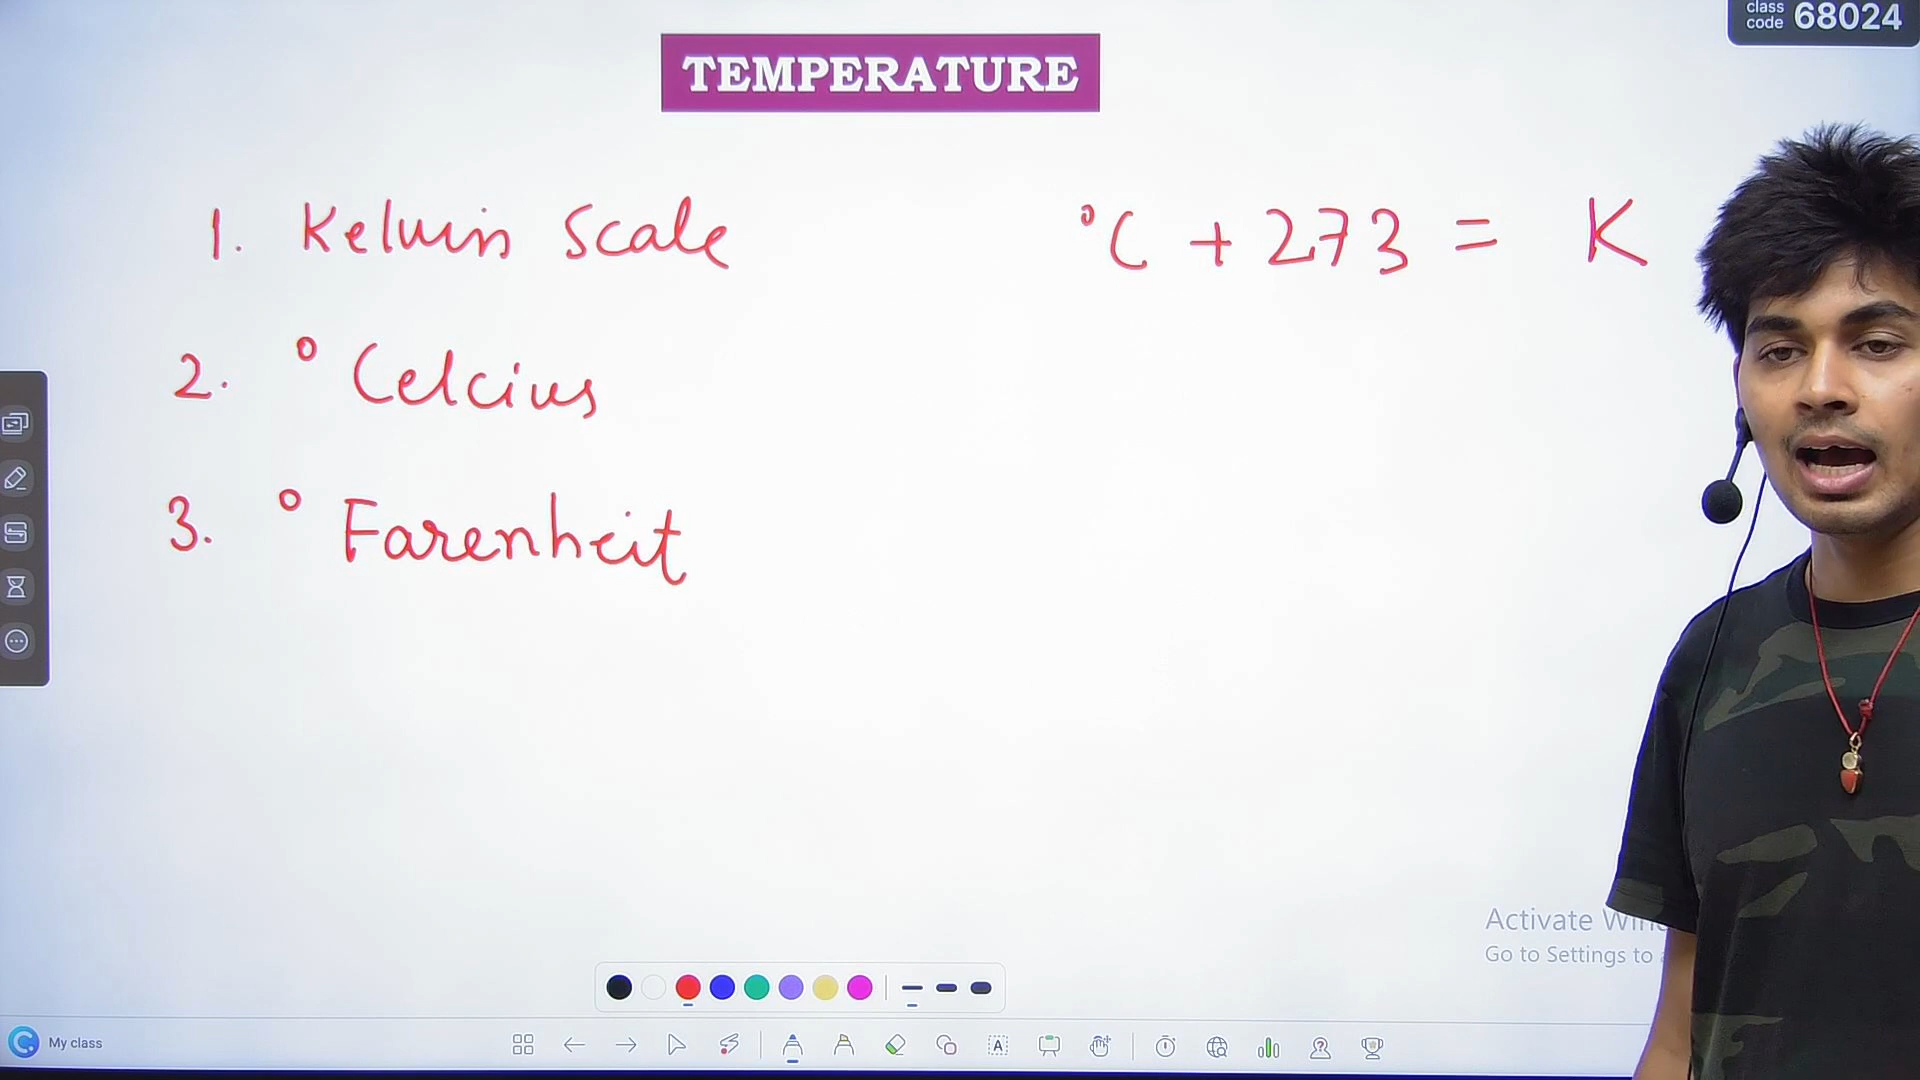 class code 68024
TEMPERATURE
1. Kelvin Scale
°C + 273 = K
2. ° Celcius
3. ° Farenheit
Activate Win
Go to Settings to
My class